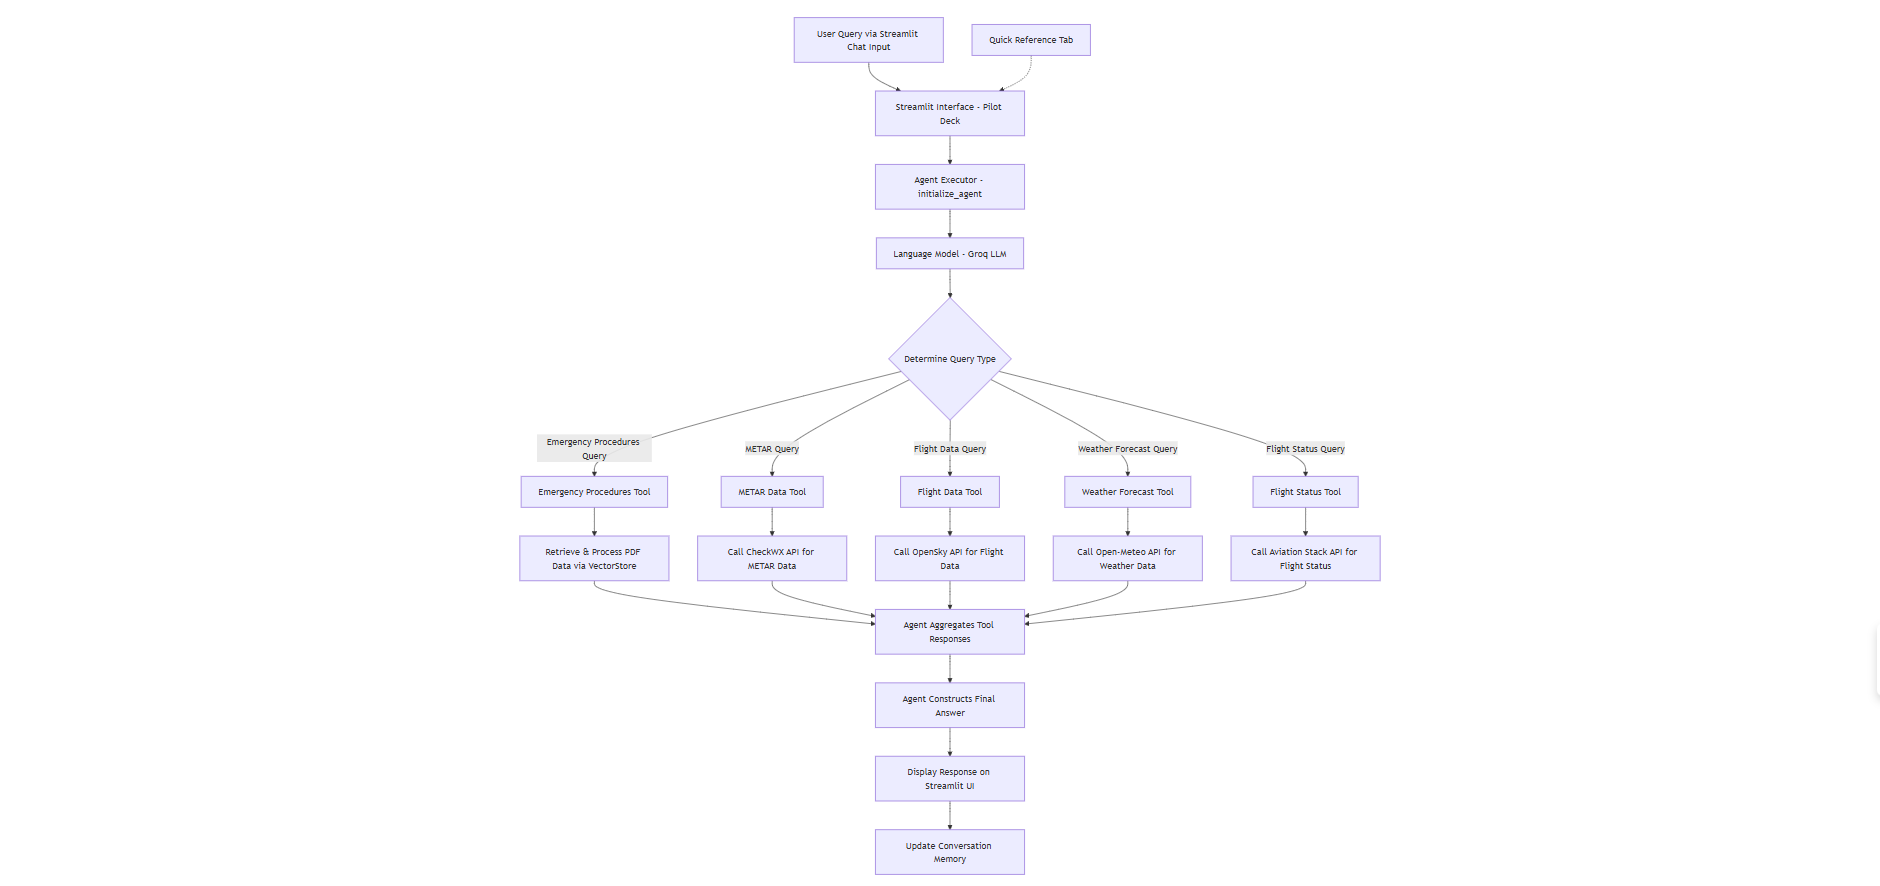 User Query via Streamlit
Chat Input
Quick Reference Tab
Streamlit Interface - Pilot
Deck
Agent Executor -
initialize_agent
Language Model - Groq LLM
Determine Query Type
Emergency Procedures
Query
METAR Query
Flight Data Query
Weather Forecast Query
Flight Status Query
Emergency Procedures Tool
METAR Data Tool
Flight Data Tool
Weather Forecast Tool
Flight Status Tool
Retrieve & Process PDF
Data via VectorStore
Call CheckWX API for
METAR Data
Call OpenSky API for Flight
Data
Call Open-Meteo API for
Weather Data
Call Aviation Stack API for
Flight Status
Agent Aggregates Tool
Responses
Agent Constructs Final
Answer
Display Response on
Streamlit UI
Update Conversation
Memory